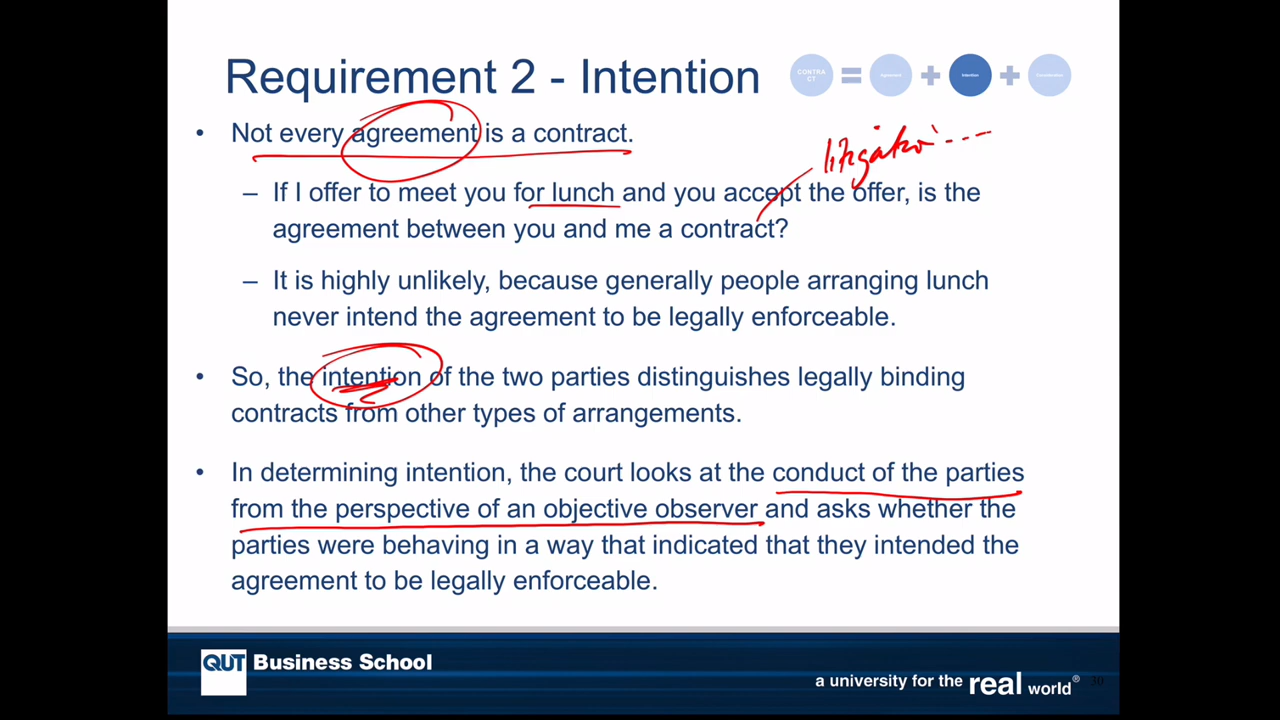 Requirement 2 - Intention
CONTRA
CT
Agreement
Intention
Consideration
• Not every agreement is a contract.
litigation ...
– If I offer to meet you for lunch and you accept the offer, is the
agreement between you and me a contract?
– It is highly unlikely, because generally people arranging lunch
never intend the agreement to be legally enforceable.
• So, the intention of the two parties distinguishes legally binding
contracts from other types of arrangements.
• In determining intention, the court looks at the conduct of the parties
from the perspective of an objective observer and asks whether the
parties were behaving in a way that indicated that they intended the
agreement to be legally enforceable.
QUT Business School
a university for the real world®
30